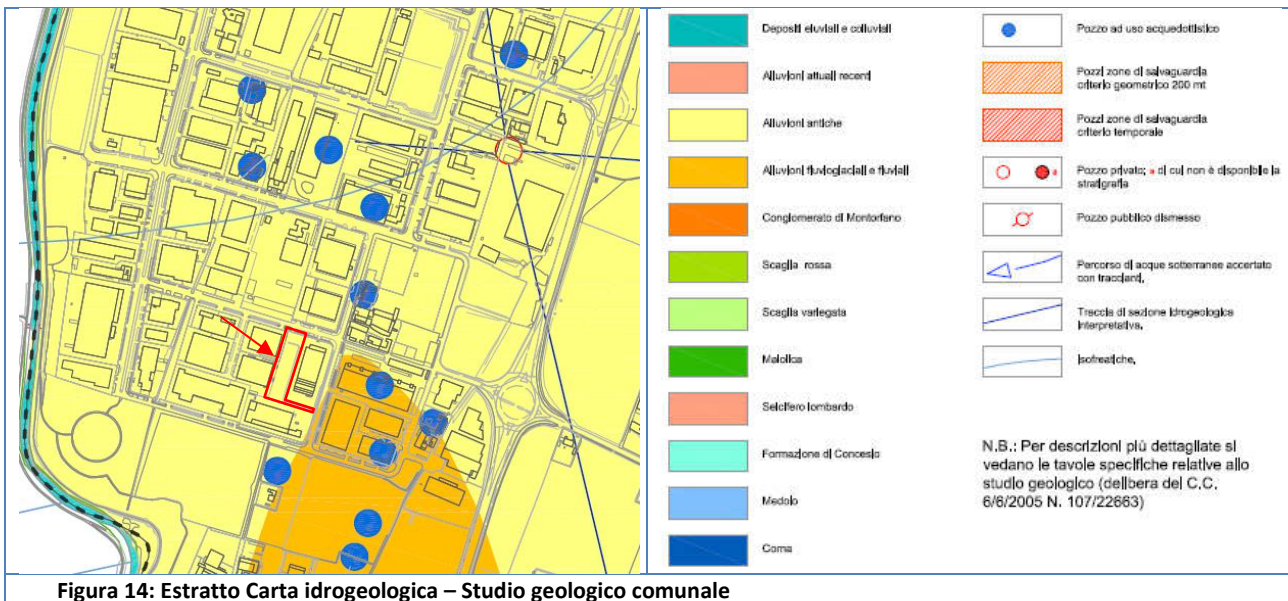 Depositi eluviali e colluviali
Alluvioni attuali recenti
Alluvioni antiche
Alluvioni fluvioglaciali e fluviali
Conglomerato di Montorfano
Scaglia rossa
Scaglia variegata
Maiolica
Selcifero lombardo
Formazione di Concesio
Medolo
Corna
Pozzo ad uso acquedottistico
Pozzi zone di salvaguardia
criterio geometrico 200 mt
Pozzi zone di salvaguardia
criterio temporale
a
Pozzo privato; a di cui non è disponibile la
stratigrafia
Pozzo pubblico dismesso
Percorso di acque sotterranee accertato
con traccianti.
Traccia di sezione idrogeologica
interpretativa.
Isofreatiche.
N.B.: Per descrizioni più dettagliate si
vedano le tavole specifiche relative allo
studio geologico (delibera del C.C.
6/6/2005 N. 107/22663)
Figura 14: Estratto Carta idrogeologica – Studio geologico comunale